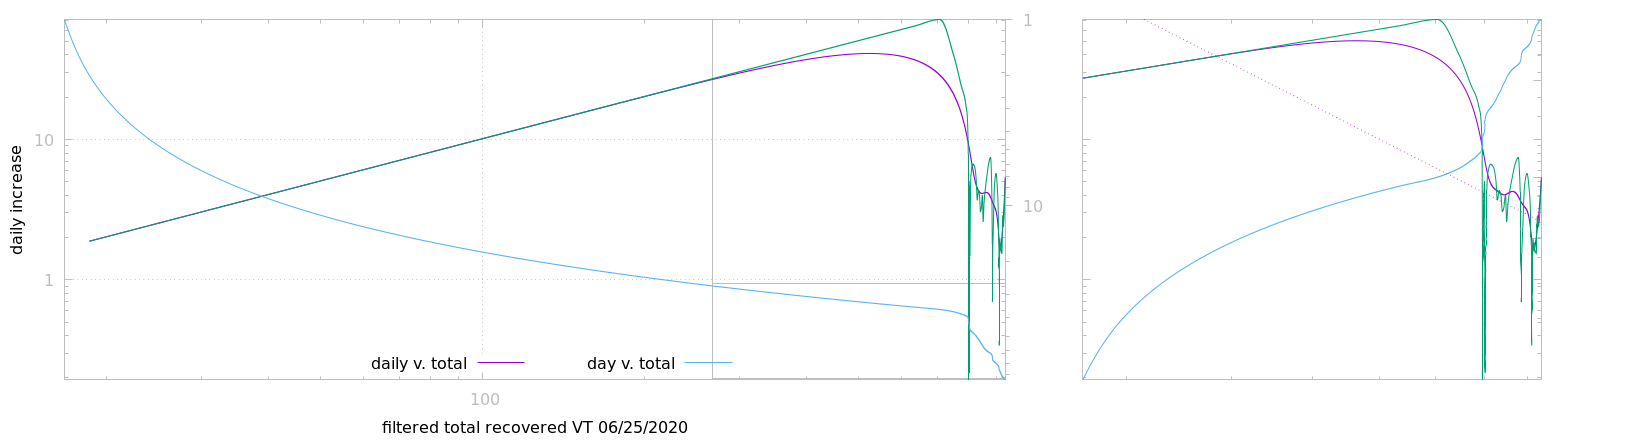 1
10
10
1
daily increase
daily v. total
day v. total
100
filtered total recovered VT 06/25/2020